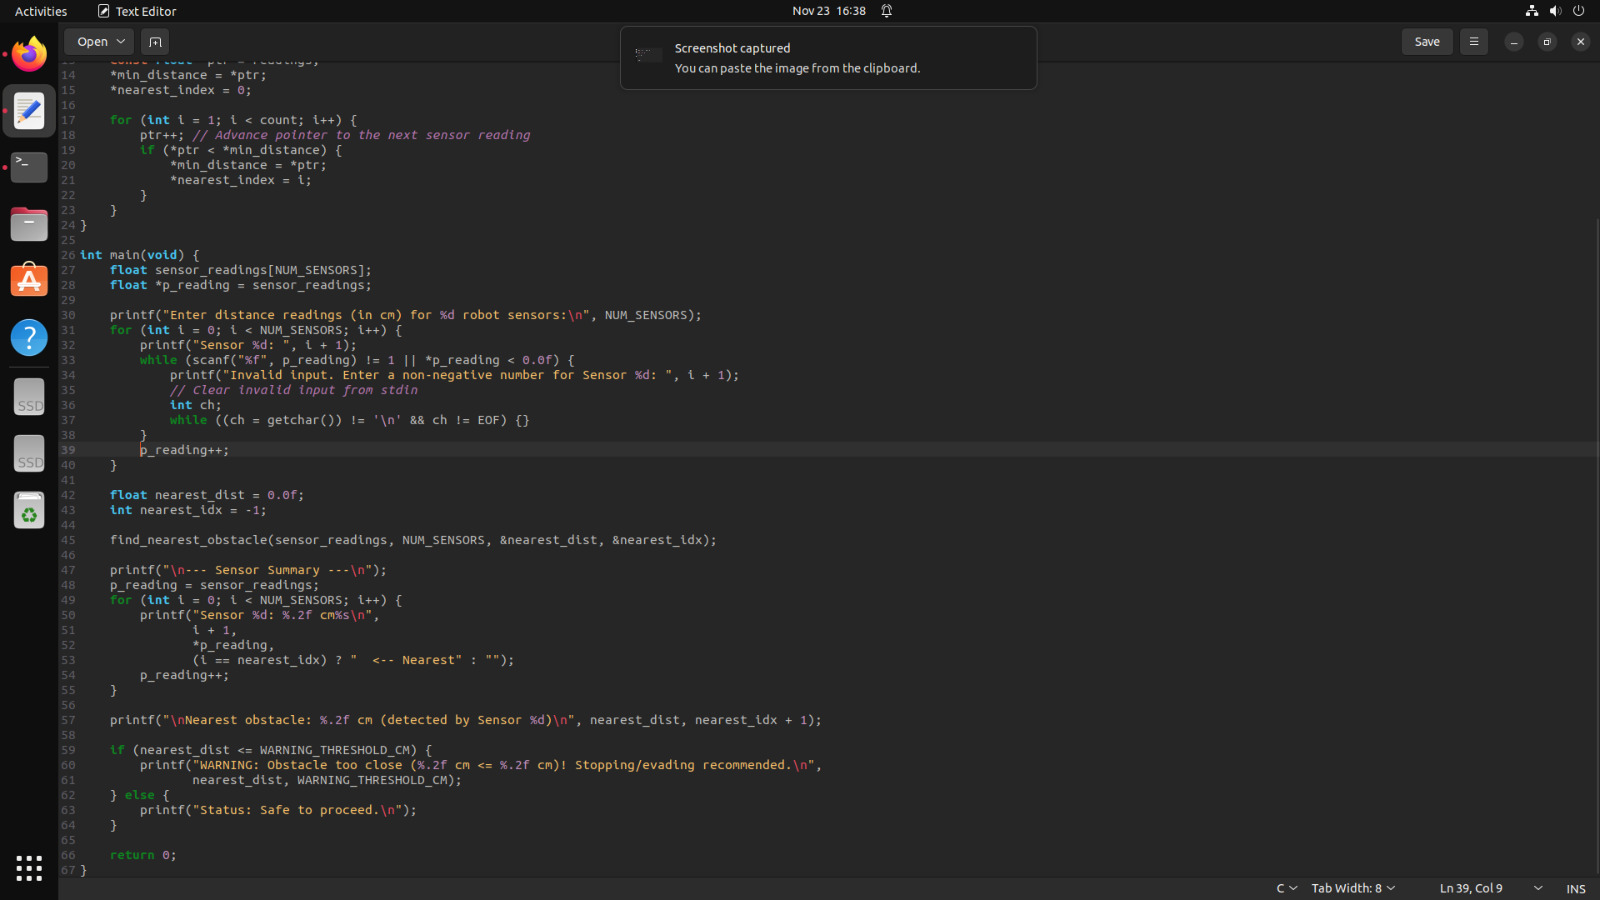 Activities Text Editor Nov 23 16:38
Open Save
Screenshot captured
You can paste the image from the clipboard.
14 *min_distance = *ptr;
15 *nearest_index = 0;
16
17 for (int i = 1; i < count; i++) {
18 ptr++; // Advance pointer to the next sensor reading
19 if (*ptr < *min_distance) {
20 *min_distance = *ptr;
21 *nearest_index = i;
22 }
23 }
24 }
25
26 int main(void) {
27 float sensor_readings[NUM_SENSORS];
28 float *p_reading = sensor_readings;
29
30 printf("Enter distance readings (in cm) for %d robot sensors:\n", NUM_SENSORS);
31 for (int i = 0; i < NUM_SENSORS; i++) {
32 printf("Sensor %d: ", i + 1);
33 while (scanf("%f", p_reading) != 1 || *p_reading < 0.0f) {
34 printf("Invalid input. Enter a non-negative number for Sensor %d: ", i + 1);
35 // Clear invalid input from stdin
36 int ch;
37 while ((ch = getchar()) != '\n' && ch != EOF) {}
38 }
39 p_reading++;
40 }
41
42 float nearest_dist = 0.0f;
43 int nearest_idx = -1;
44
45 find_nearest_obstacle(sensor_readings, NUM_SENSORS, &nearest_dist, &nearest_idx);
46
47 printf("\n--- Sensor Summary ---\n");
48 p_reading = sensor_readings;
49 for (int i = 0; i < NUM_SENSORS; i++) {
50 printf("Sensor %d: %.2f cm%s\n",
51 i + 1,
52 *p_reading,
53 (i == nearest_idx) ? "  <-- Nearest" : "");
54 p_reading++;
55 }
56
57 printf("\nNearest obstacle: %.2f cm (detected by Sensor %d)\n", nearest_dist, nearest_idx + 1);
58
59 if (nearest_dist <= WARNING_THRESHOLD_CM) {
60 printf("WARNING: Obstacle too close (%.2f cm <= %.2f cm)! Stopping/evading recommended.\n",
61 nearest_dist, WARNING_THRESHOLD_CM);
62 } else {
63 printf("Status: Safe to proceed.\n");
64 }
65
66 return 0;
67 }
SSD
SSD
C Tab Width: 8 Ln 39, Col 9 INS